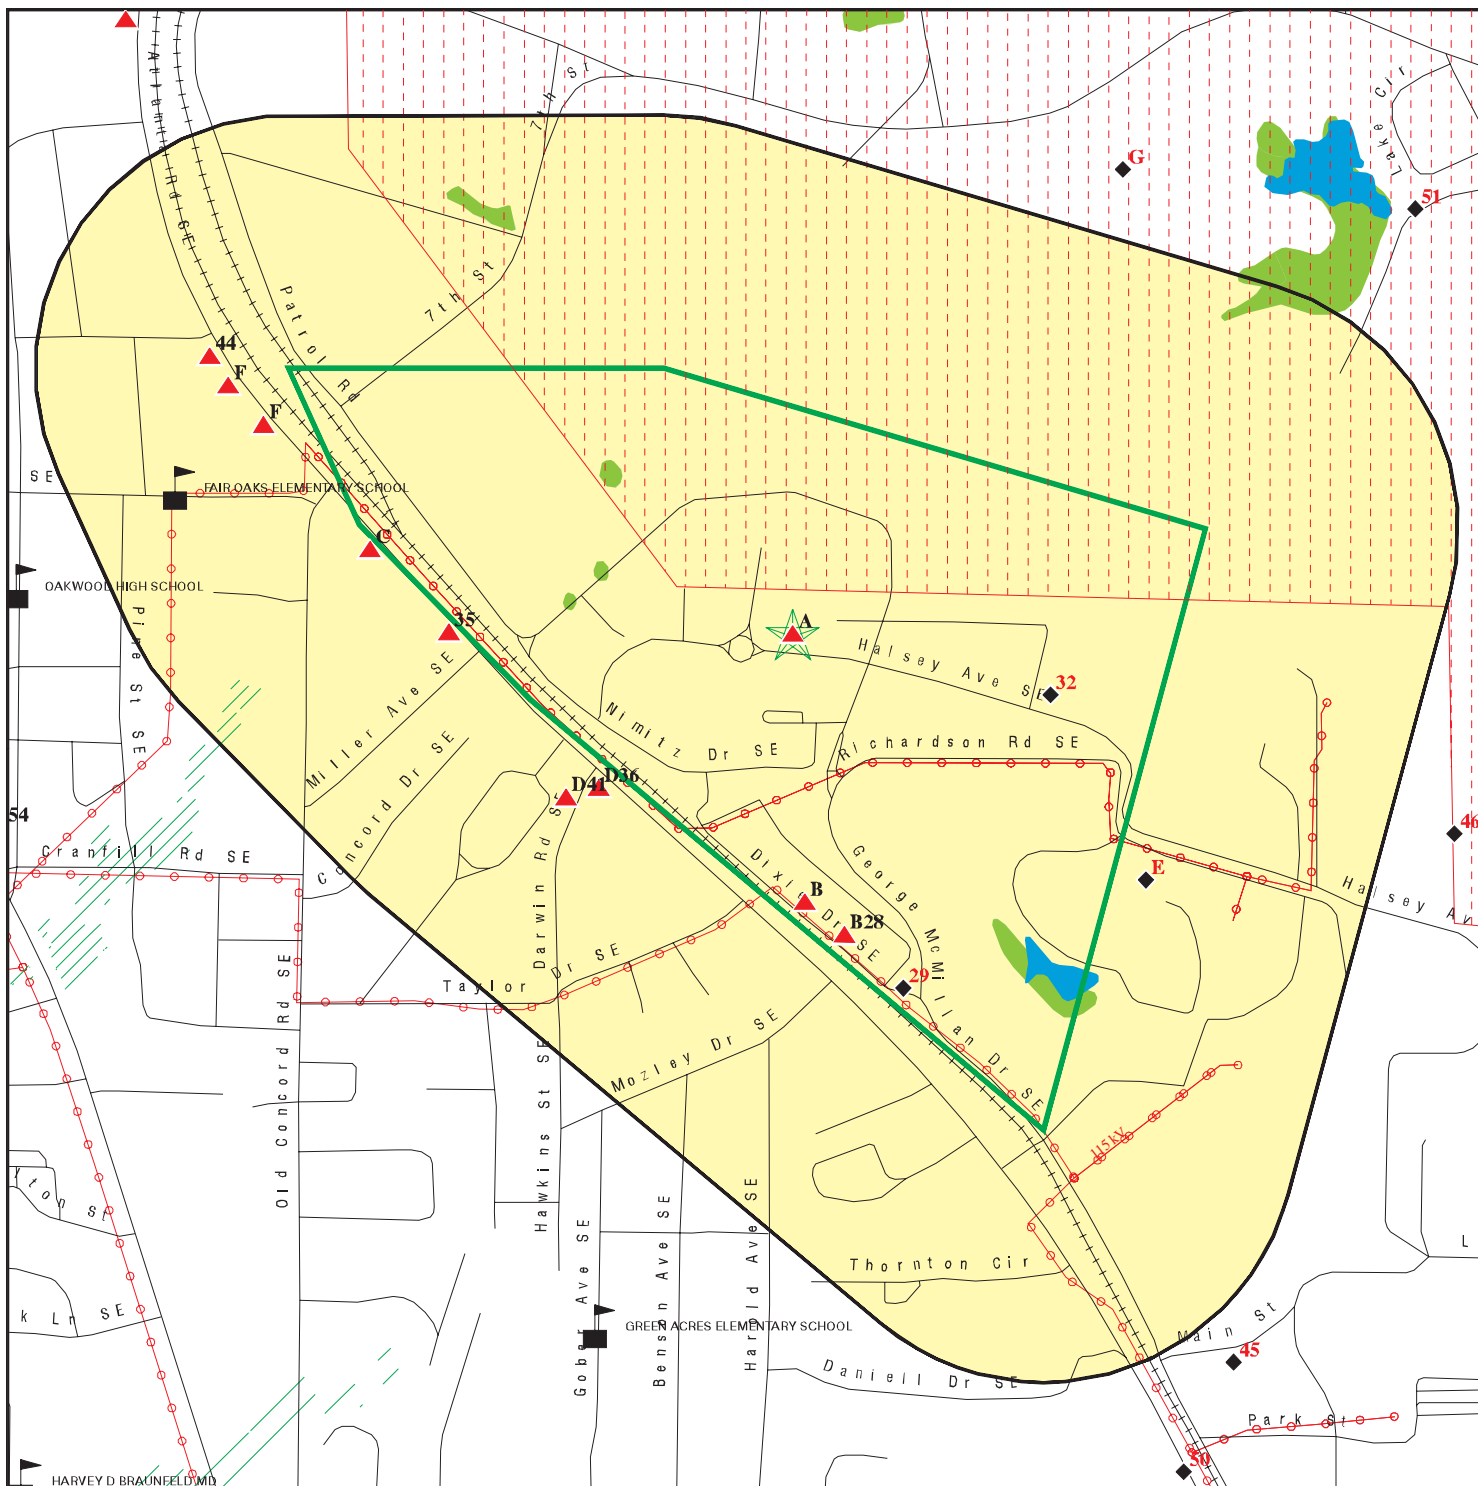 Atlanta Rd SE
7th St
Lake Cir
G
51
7th St
Patrol Rd
44
F
F
SE
FAIR OAKS ELEMENTARY SCHOOL
C
OAKWOOD HIGH SCHOOL
Pine St SE
35
A
Halsey Ave SE
32
Miller Ave SE
Nimitz Dr SE
Richardson Rd SE
Concord Dr SE
D36
D41
54
46
Cranfill Rd SE
Darwin Rd SE
Dixie Dr SE
George McMillan Dr SE
E
Halsey Av
B
B28
29
Taylor Dr SE
Old Concord Rd SE
Mozley Dr SE
Hawkins St SE
115kV
yton St
Gober Ave SE
Benson Ave SE
Harold Ave SE
Thornton Cir
L
k Ln SE
GREEN ACRES ELEMENTARY SCHOOL
Main St
45
Daniell Dr SE
Park St
50
HARVEY D BRAUNFELD MD